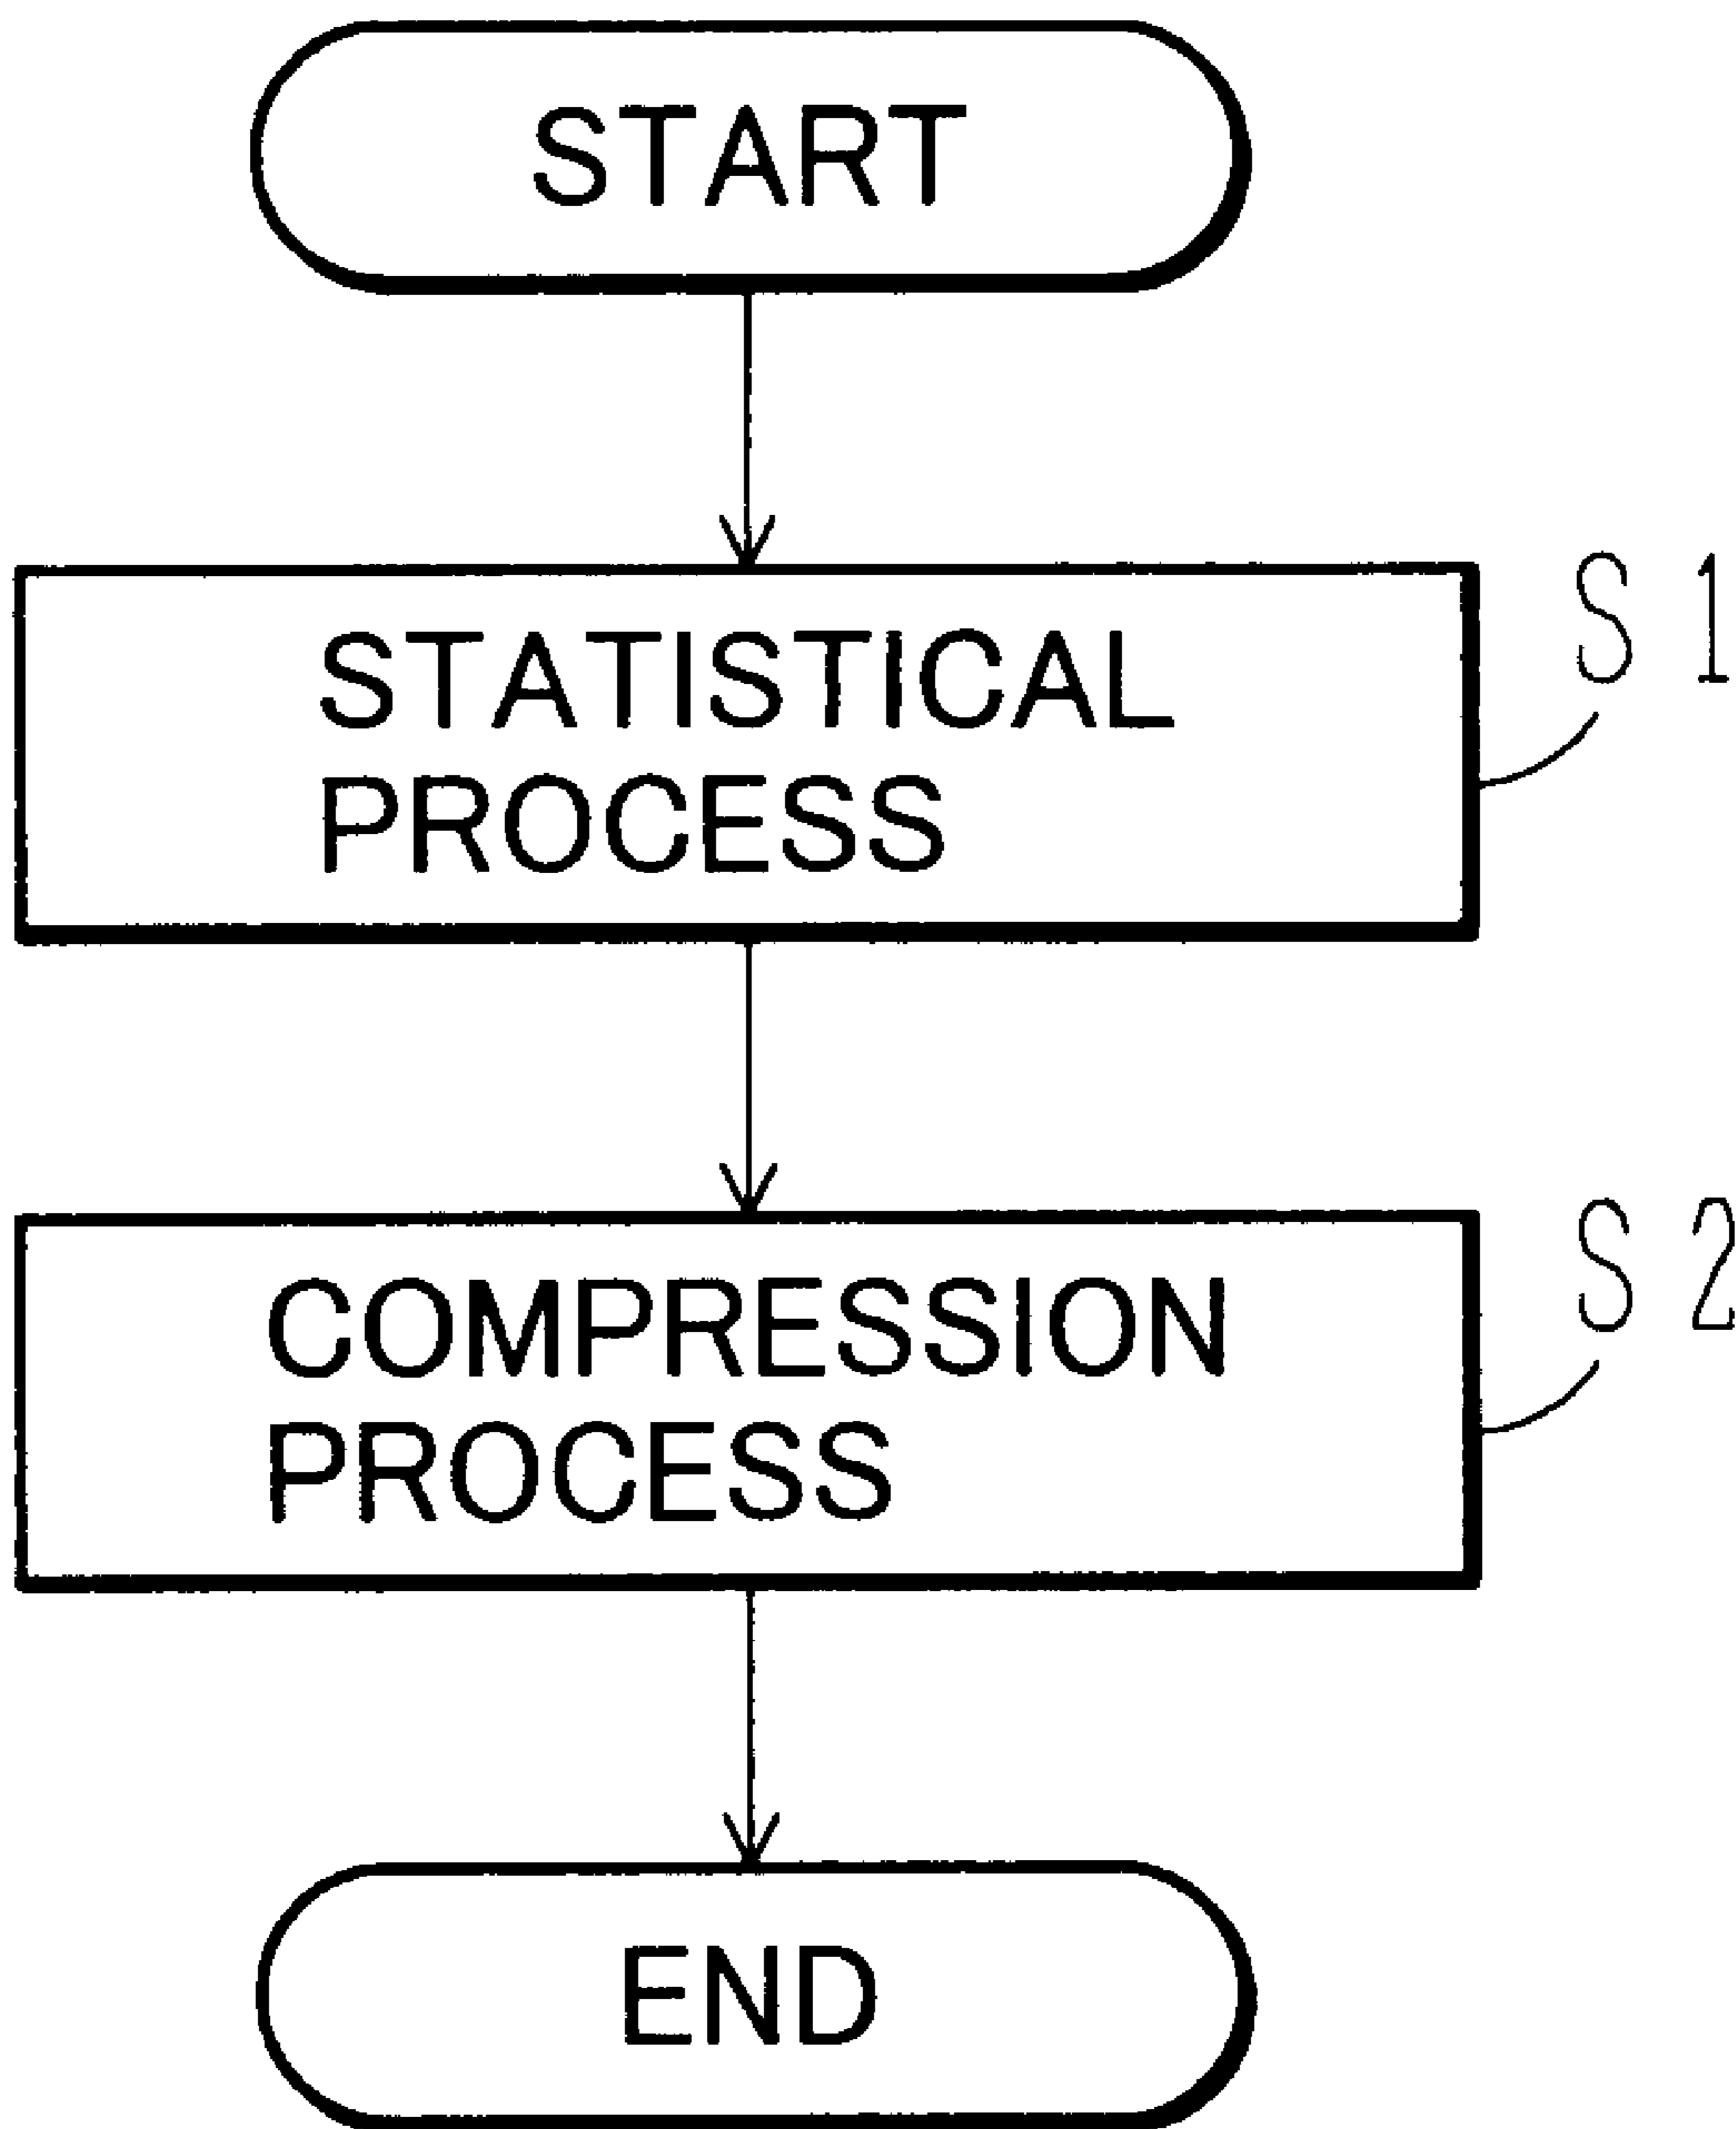 START
STATISTICAL
PROCESS
S 1
COMPRESSION
PROCESS
S 2
END